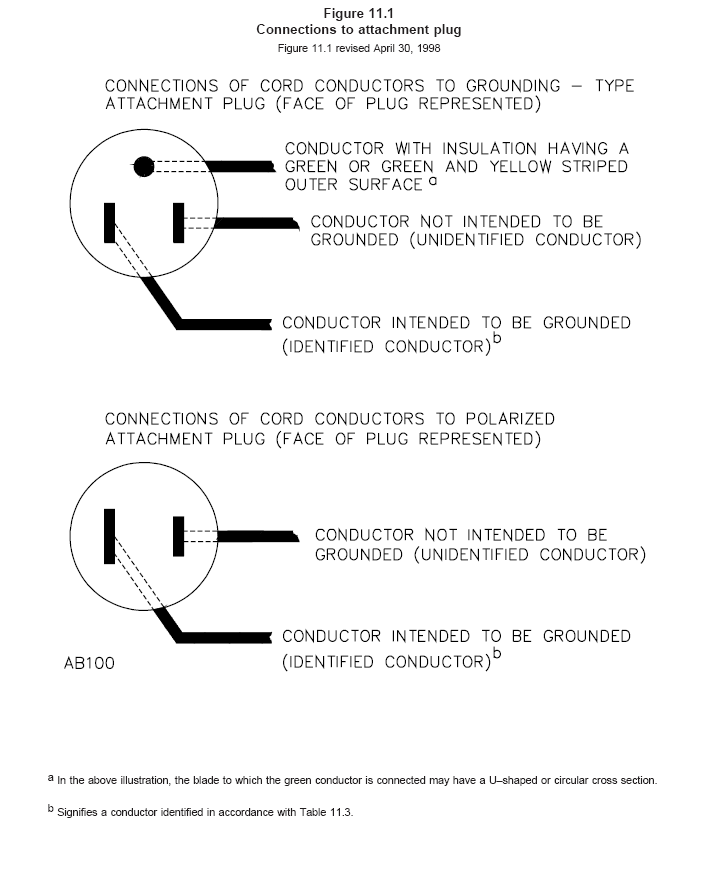 Figure 11.1
Connections to attachment plug
Figure 11.1 revised April 30, 1998
CONNECTIONS OF CORD CONDUCTORS TO GROUNDING – TYPE
ATTACHMENT PLUG (FACE OF PLUG REPRESENTED)
CONDUCTOR WITH INSULATION HAVING A
GREEN OR GREEN AND YELLOW STRIPED
OUTER SURFACE a
CONDUCTOR NOT INTENDED TO BE
GROUNDED (UNIDENTIFIED CONDUCTOR)
CONDUCTOR INTENDED TO BE GROUNDED
(IDENTIFIED CONDUCTOR)b
CONNECTIONS OF CORD CONDUCTORS TO POLARIZED
ATTACHMENT PLUG (FACE OF PLUG REPRESENTED)
CONDUCTOR NOT INTENDED TO BE
GROUNDED (UNIDENTIFIED CONDUCTOR)
CONDUCTOR INTENDED TO BE GROUNDED
(IDENTIFIED CONDUCTOR)b
AB100
a In the above illustration, the blade to which the green conductor is connected may have a U–shaped or circular cross section.
b Signifies a conductor identified in accordance with Table 11.3.